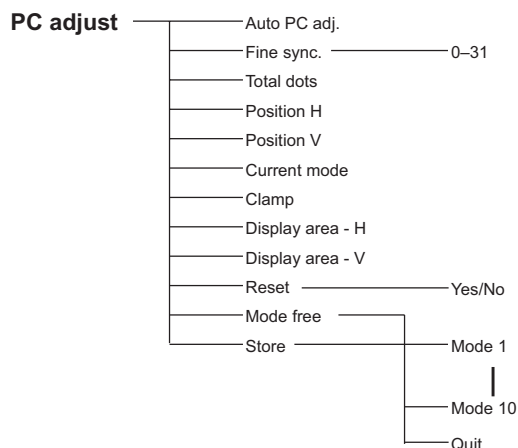 PC adjust
Auto PC adj.
Fine sync. 0–31
Total dots
Position H
Position V
Current mode
Clamp
Display area - H
Display area - V
Reset Yes/No
Mode free
Store Mode 1
Mode 10
Quit